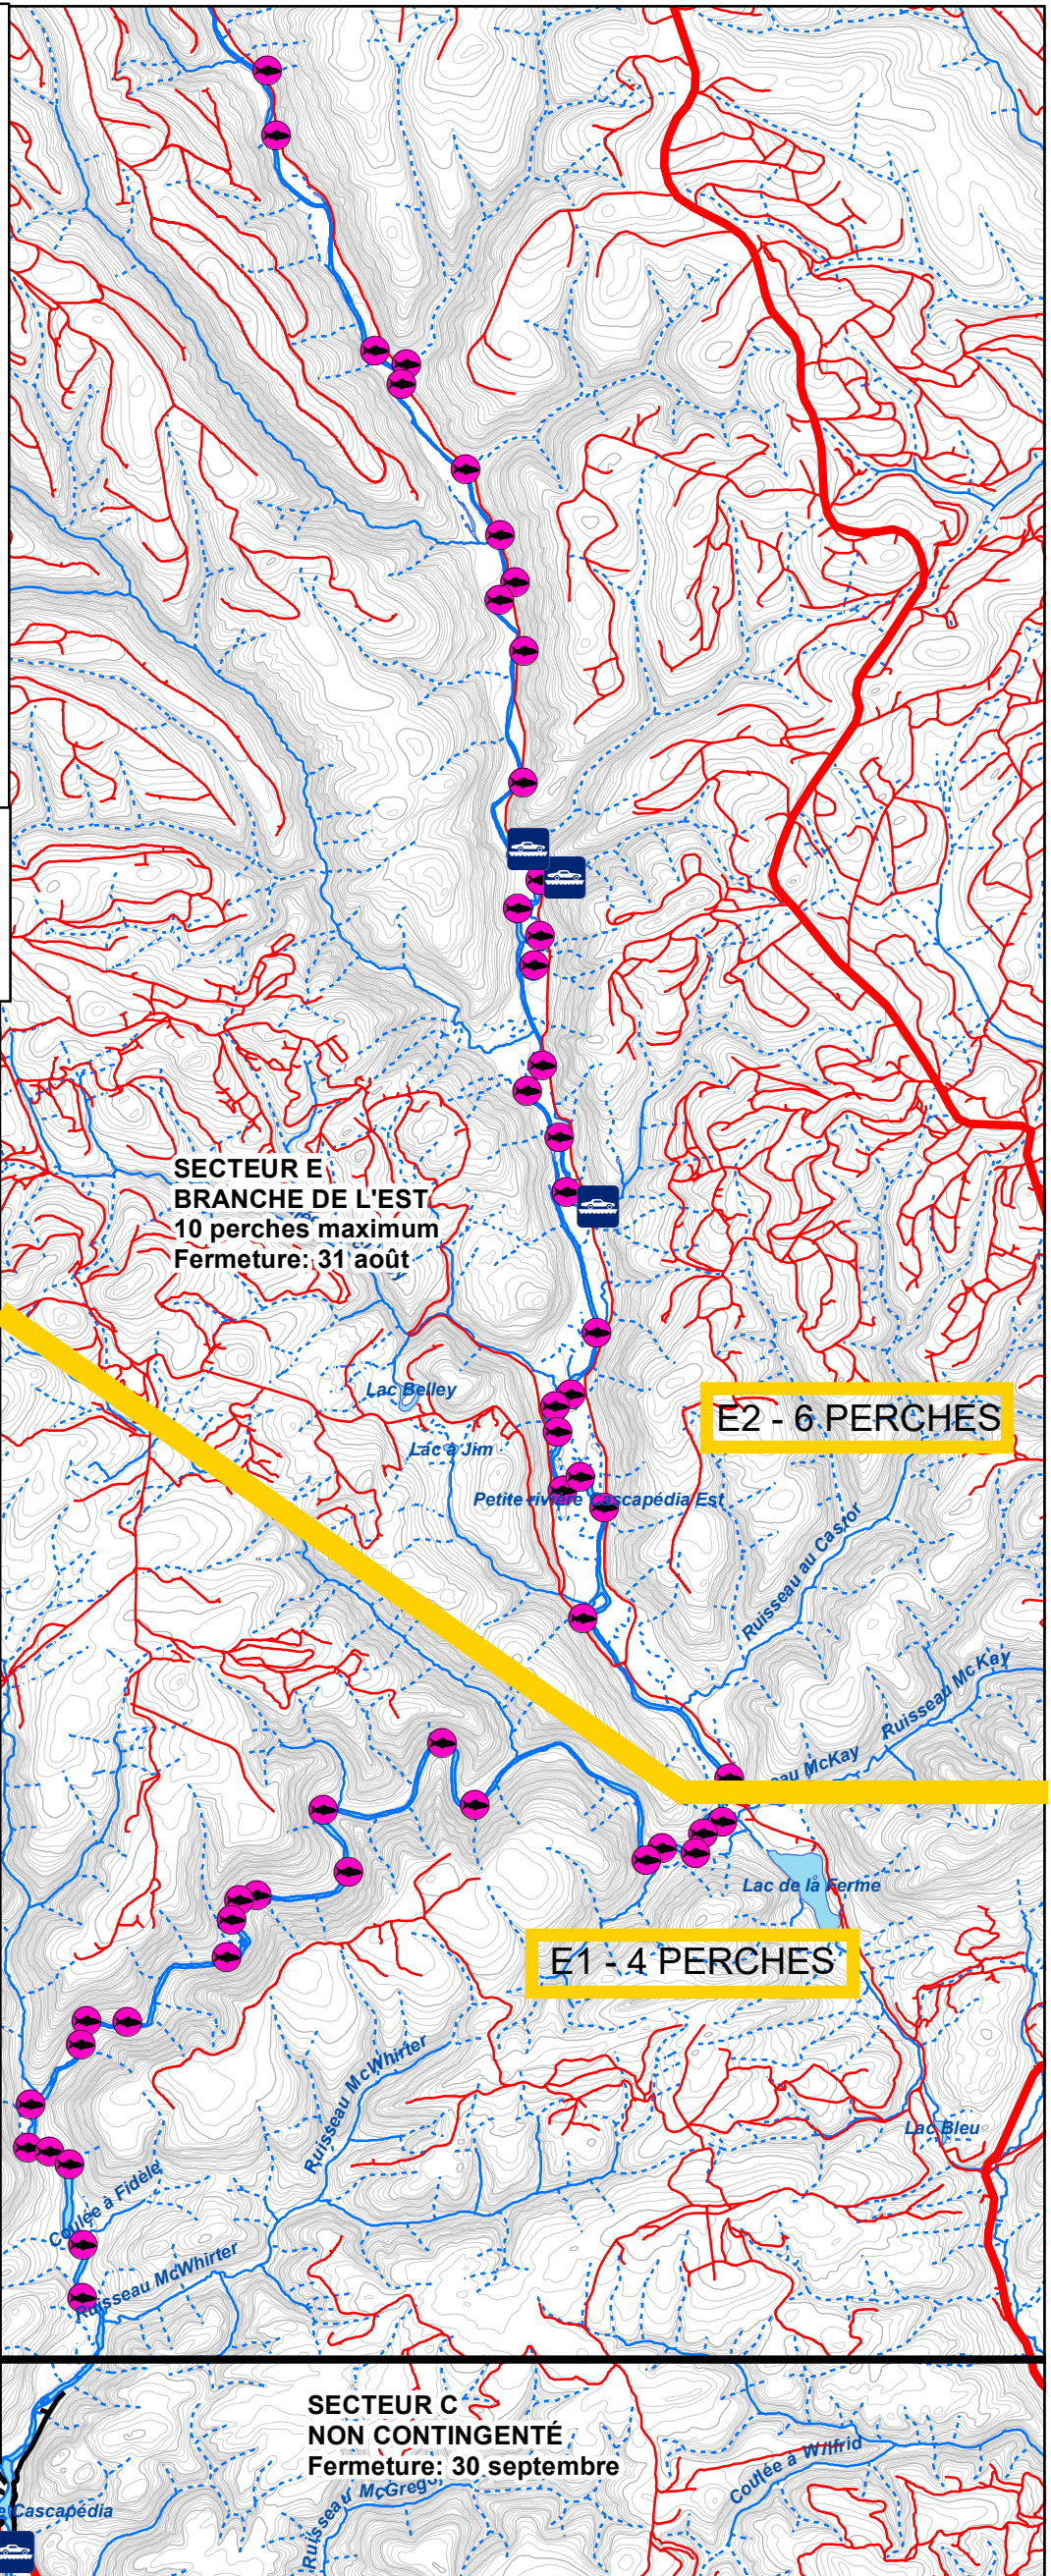 SECTEUR E
BRANCHE DE L'EST
10 perches maximum
Fermeture: 31 août
Lac Belley
E2 - 6 PERCHES
Lac à Jim
Petite rivière Cascapédia Est
Ruisseau au Castor
Ruisseau McKay
McKay
Lac de la Ferme
E1 - 4 PERCHES
Ruisseau McWhirter
Lac Bleu
Coulée à Fidèle
Ruisseau McWhirter
SECTEUR C
NON CONTINGENTÉ
Fermeture: 30 septembre
Coulée à Wilfrid
Ruisseau
Cascapédia